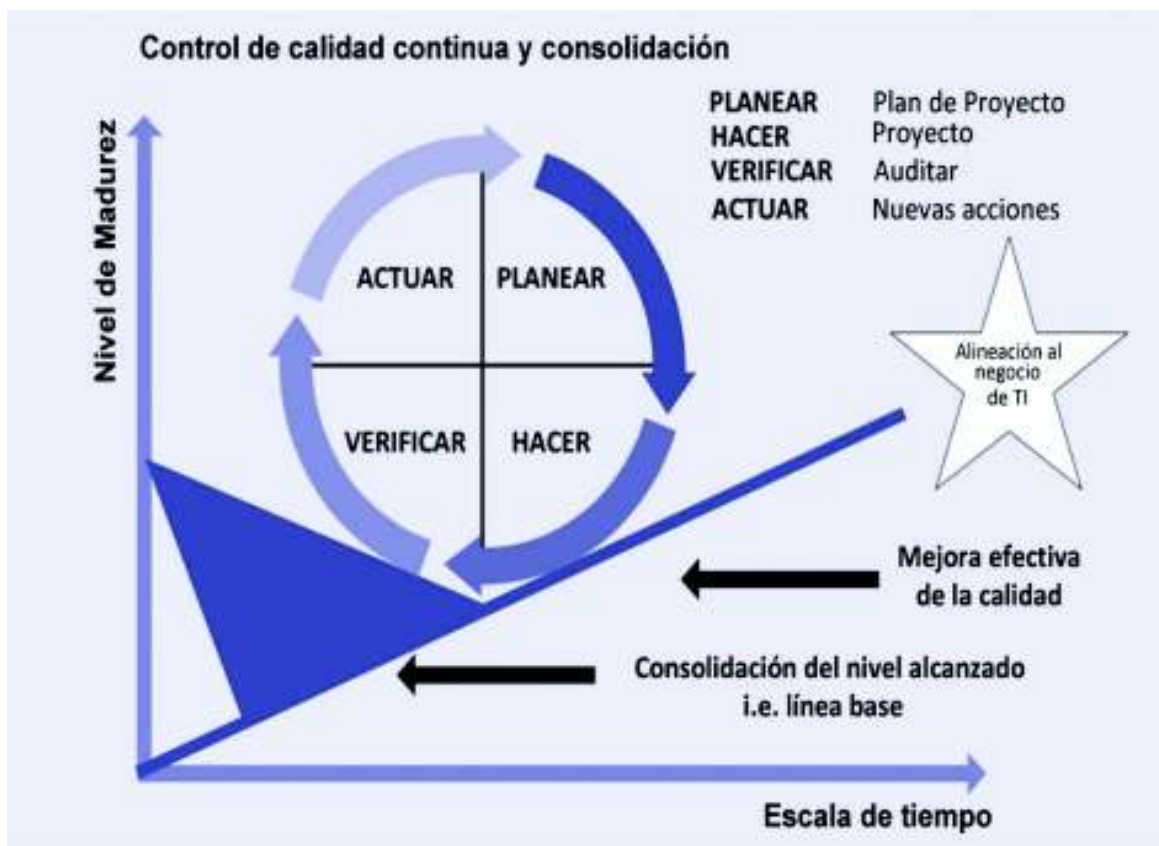 Control de calidad continua y consolidación
PLANEAR Plan de Proyecto
HACER Proyecto
VERIFICAR Auditar
ACTUAR Nuevas acciones
Nivel de Madurez
ACTUAR
PLANEAR
VERIFICAR
HACER
Alineación al
negocio
de TI
Mejora efectiva
de la calidad
Consolidación del nivel alcanzado
i.e. línea base
Escala de tiempo